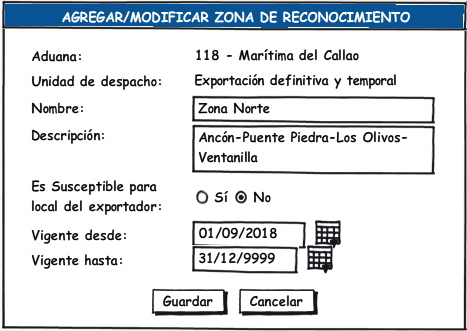 AGREGAR/MODIFICAR ZONA DE RECONOCIMIENTO
Aduana: 118 - Marítima del Callao
Unidad de despacho: Exportación definitiva y temporal
Nombre: Zona Norte
Descripción: Ancón-Puente Piedra-Los Olivos-
Ventanilla
Es Susceptible para
local del exportador: Sí No
Vigente desde: 01/09/2018
Vigente hasta: 31/12/9999
Guardar Cancelar